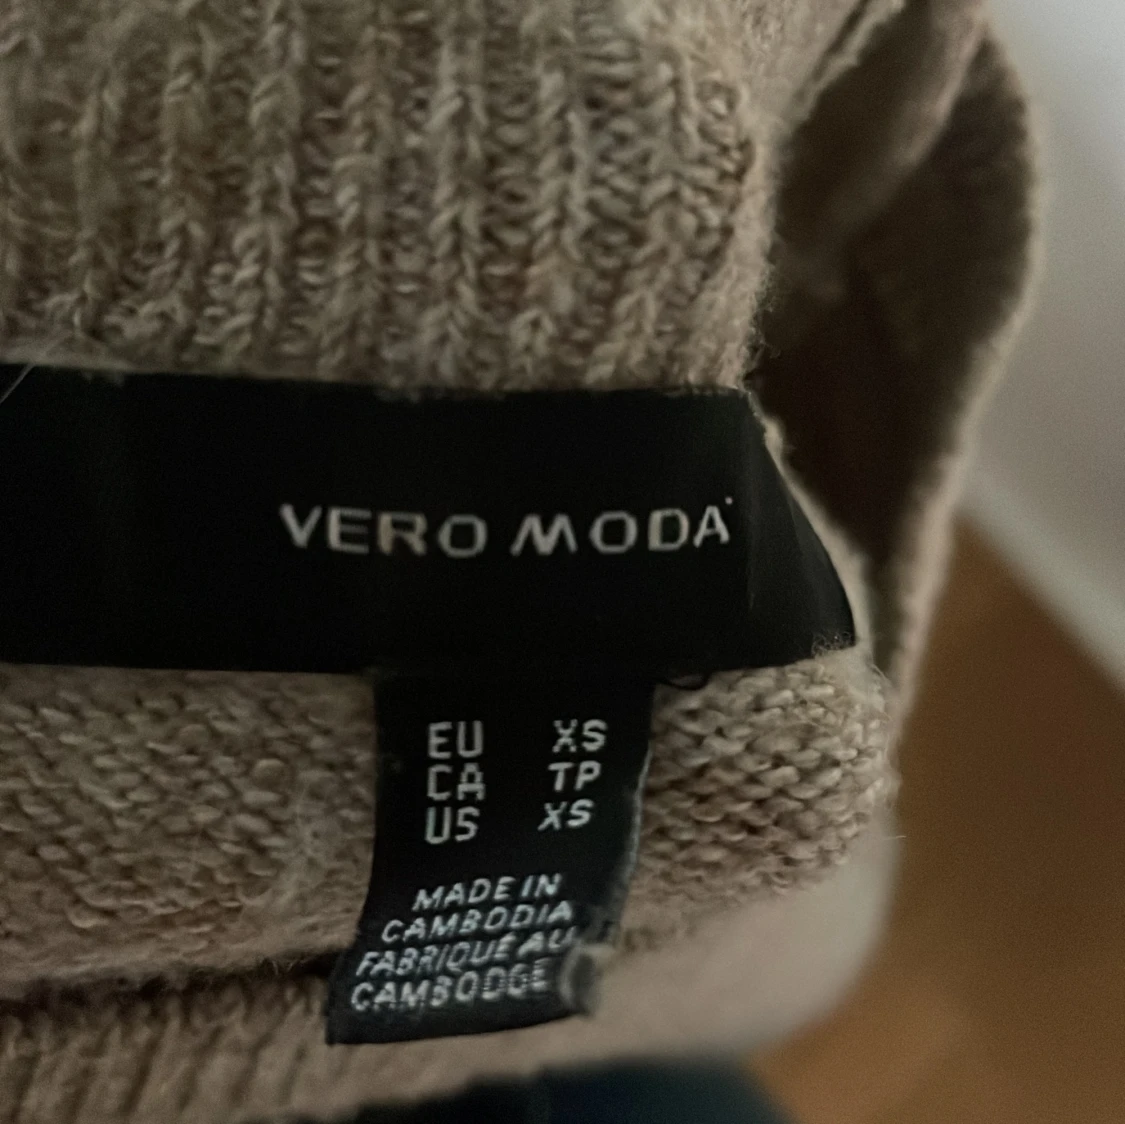 VERO MODA
EU XS
CA TP
US XS
MADE IN
CAMBODIA
FABRIQUÉ AU
CAMBODGE